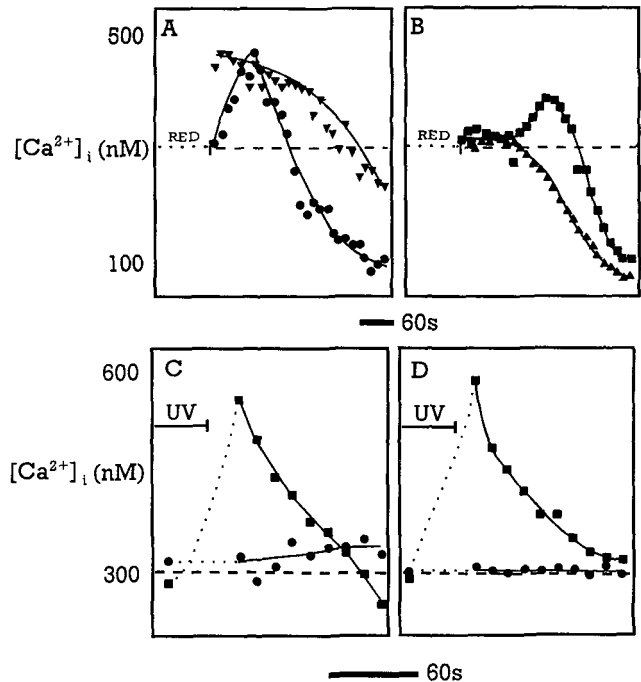 500
A
B
RED
RED
[Ca²⁺]ᵢ (nM)
100
60s
600
C
D
UV
UV
[Ca²⁺]ᵢ (nM)
300
60s